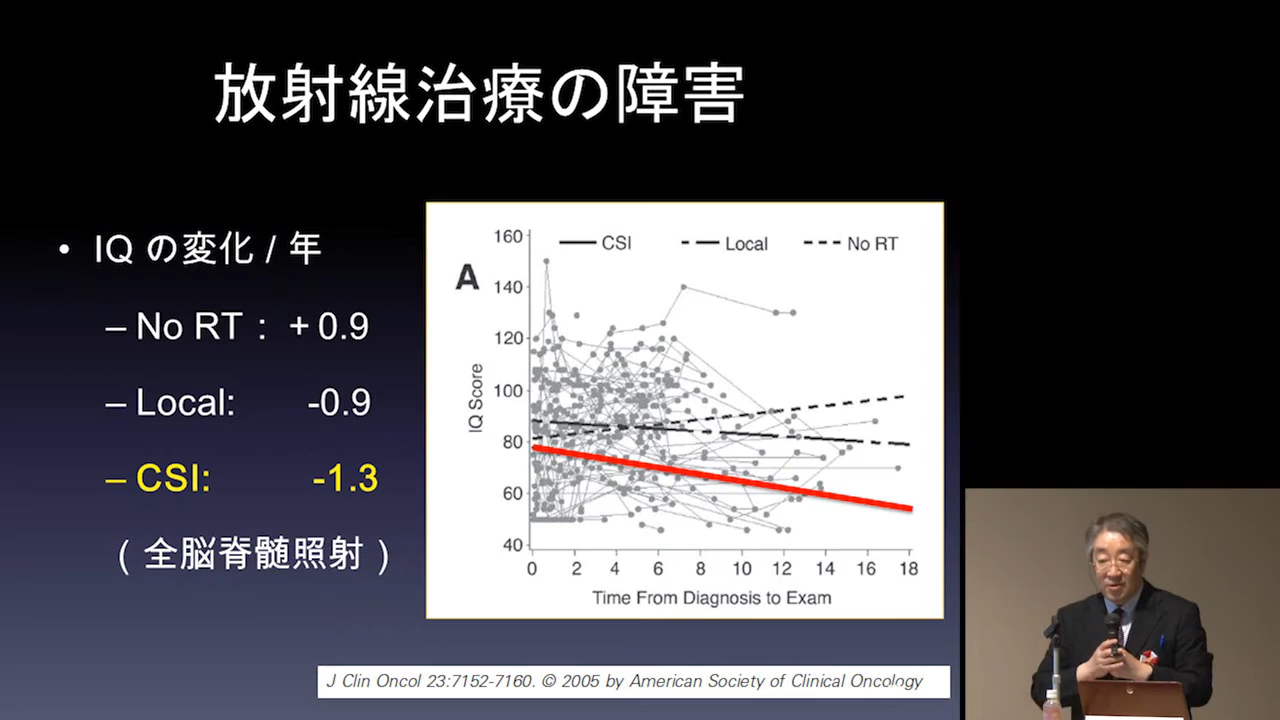 放射線治療の障害
• IQ の変化 / 年
– No RT : + 0.9
– Local: -0.9
– CSI: -1.3
( 全脳脊髄照射 )
A
CSI
Local
No RT
IQ Score
160
140
120
100
80
60
40
0 2 4 6 8 10 12 14 16 18
Time From Diagnosis to Exam
J Clin Oncol 23:7152-7160. © 2005 by American Society of Clinical Oncology